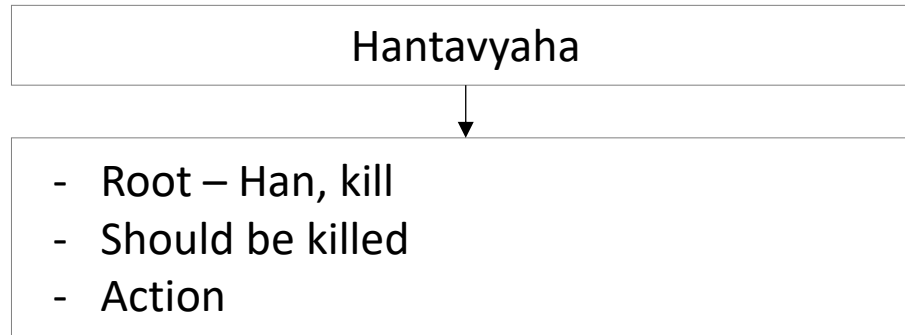 Hantavyaha
- Root – Han, kill
- Should be killed
- Action